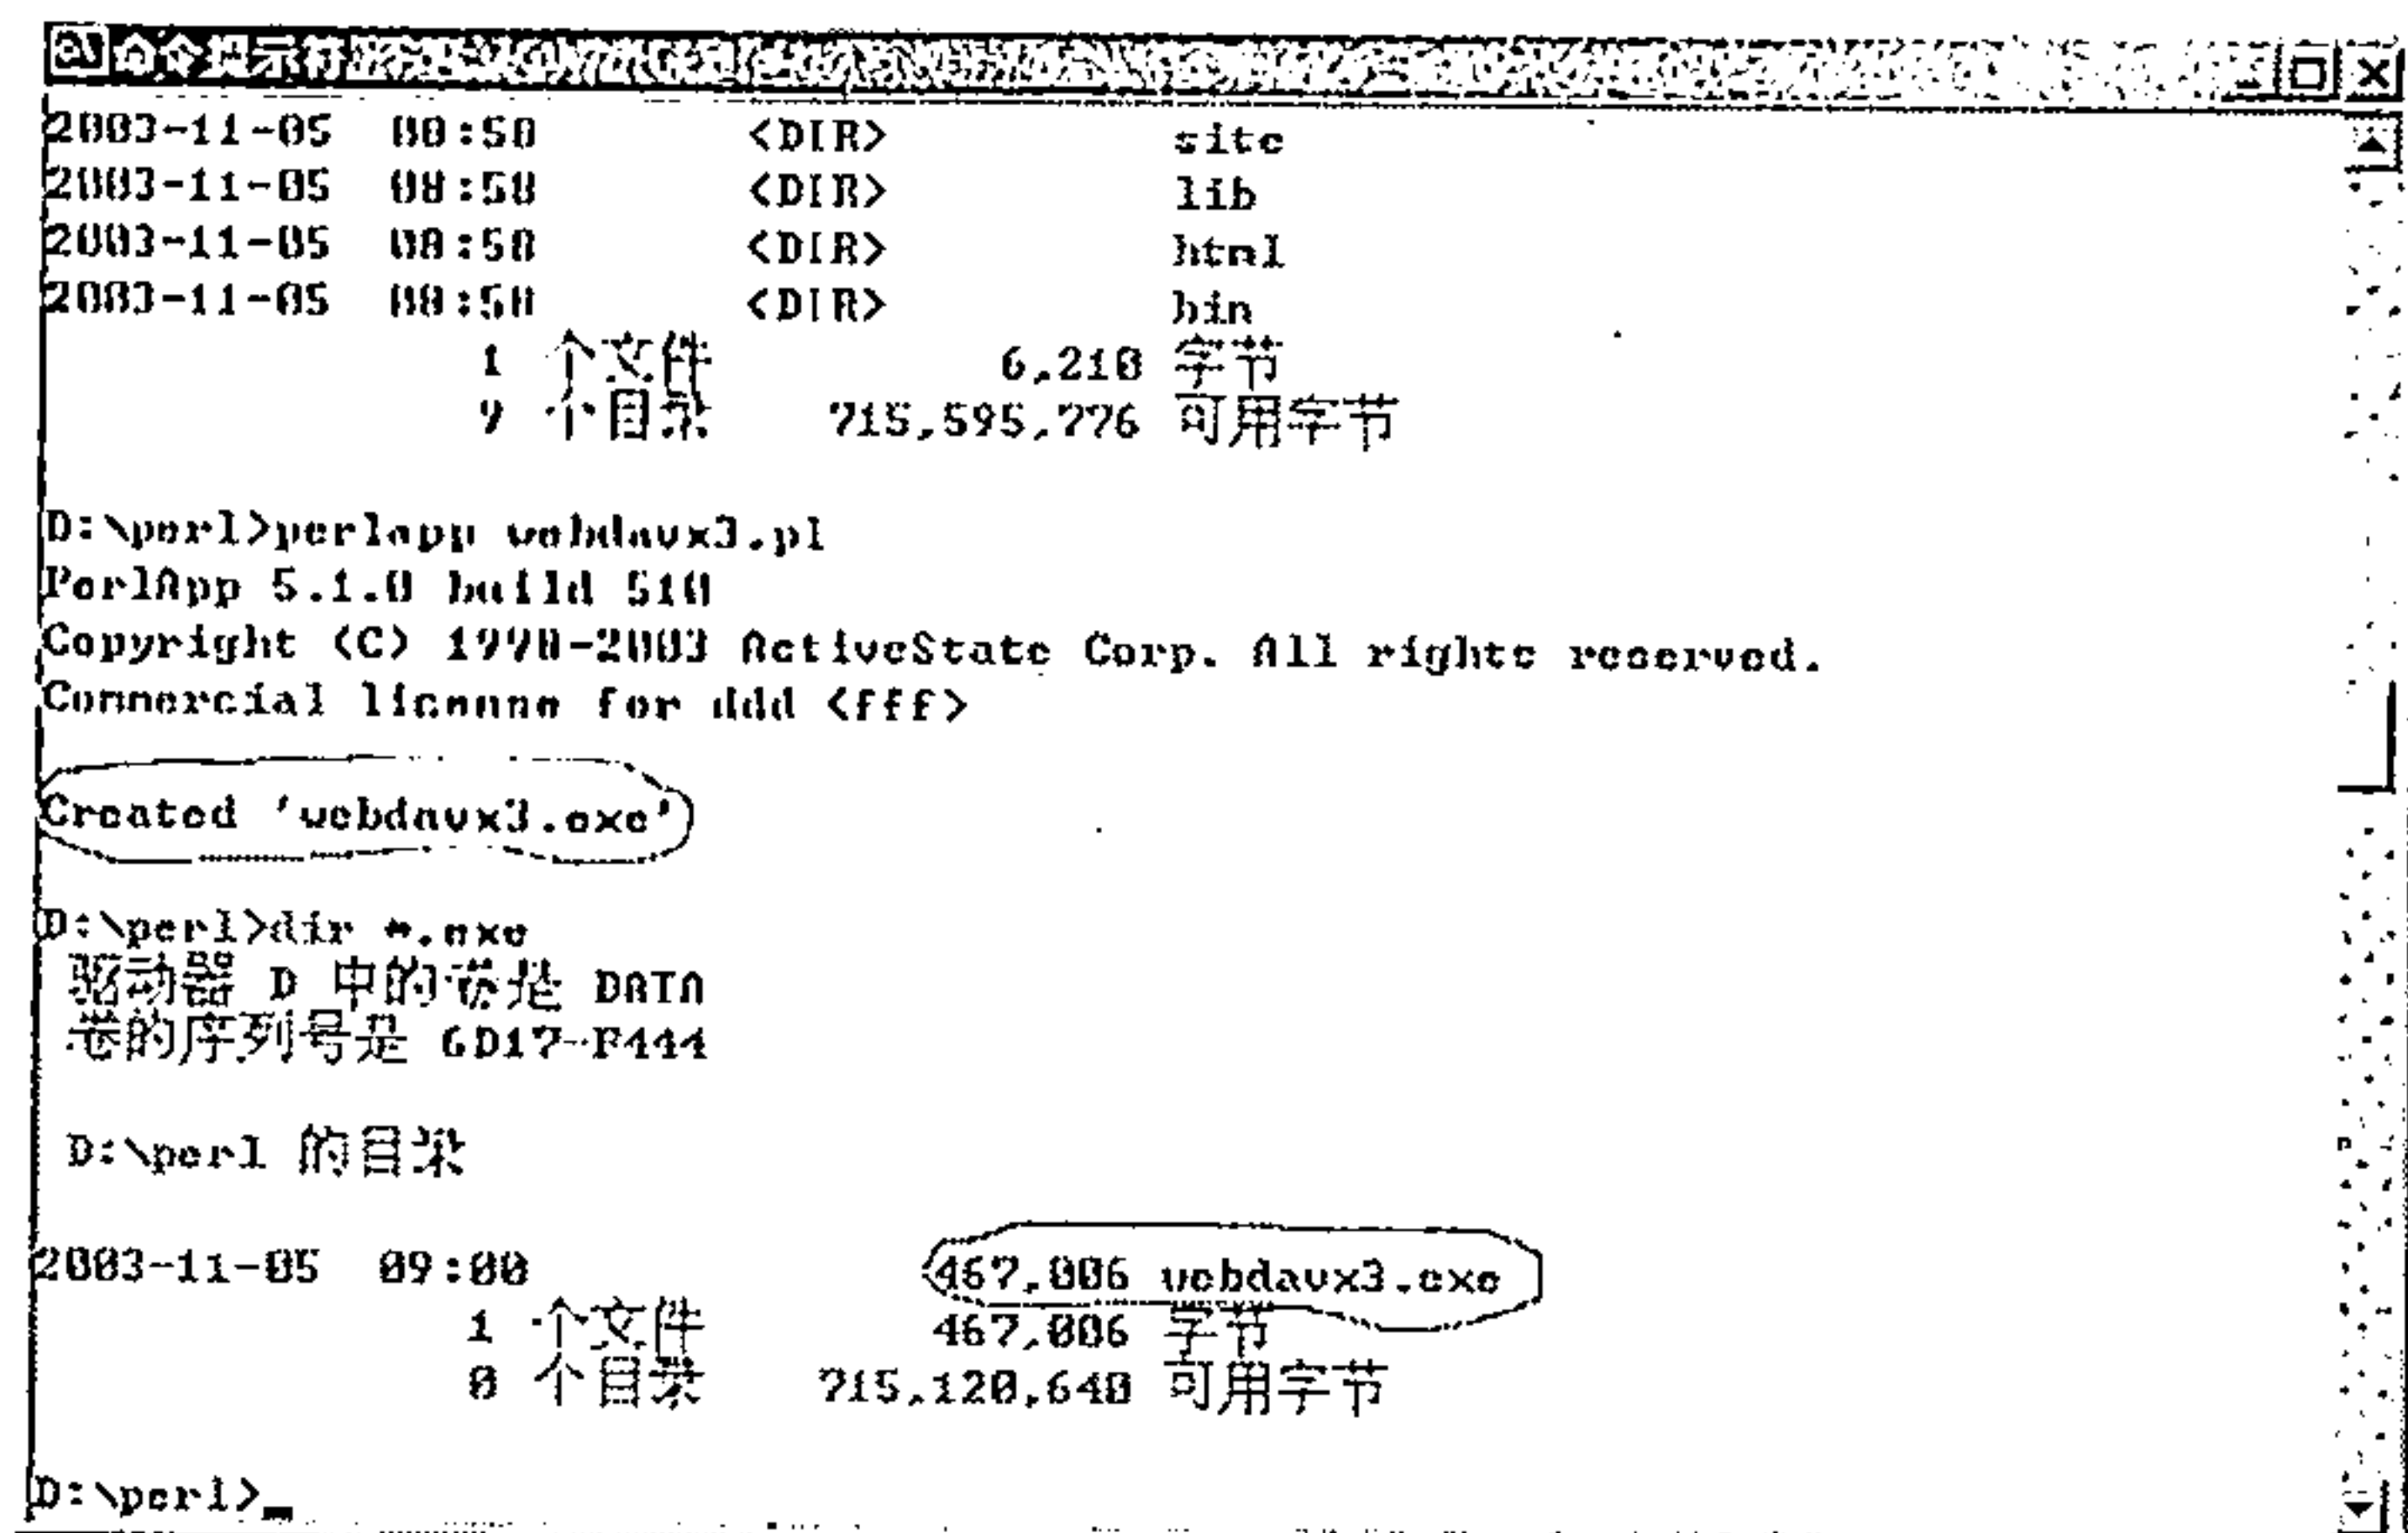 命令提示符
2003-11-05 08:50 <DIR> site
2003-11-05 08:50 <DIR> lib
2003-11-05 08:50 <DIR> html
2003-11-05 08:50 <DIR> bin
1 个文件 6,210 字节
9 个目录 715,595,776 可用字节
D:\perl>perlapp webdavx3.pl
PerlApp 5.1.0 build 510
Copyright (C) 1998-2003 ActiveState Corp. All rights reserved.
Commercial license for ddd <fff>
Created 'webdavx3.exe'
D:\perl>dir *.exe
驱动器 D 中的卷是 DATA
卷的序列号是 6D17-F444
D:\perl 的目录
2003-11-05 09:00 467,006 webdavx3.exe
1 个文件 467,006 字节
0 个目录 715,120,640 可用字节
D:\perl>_